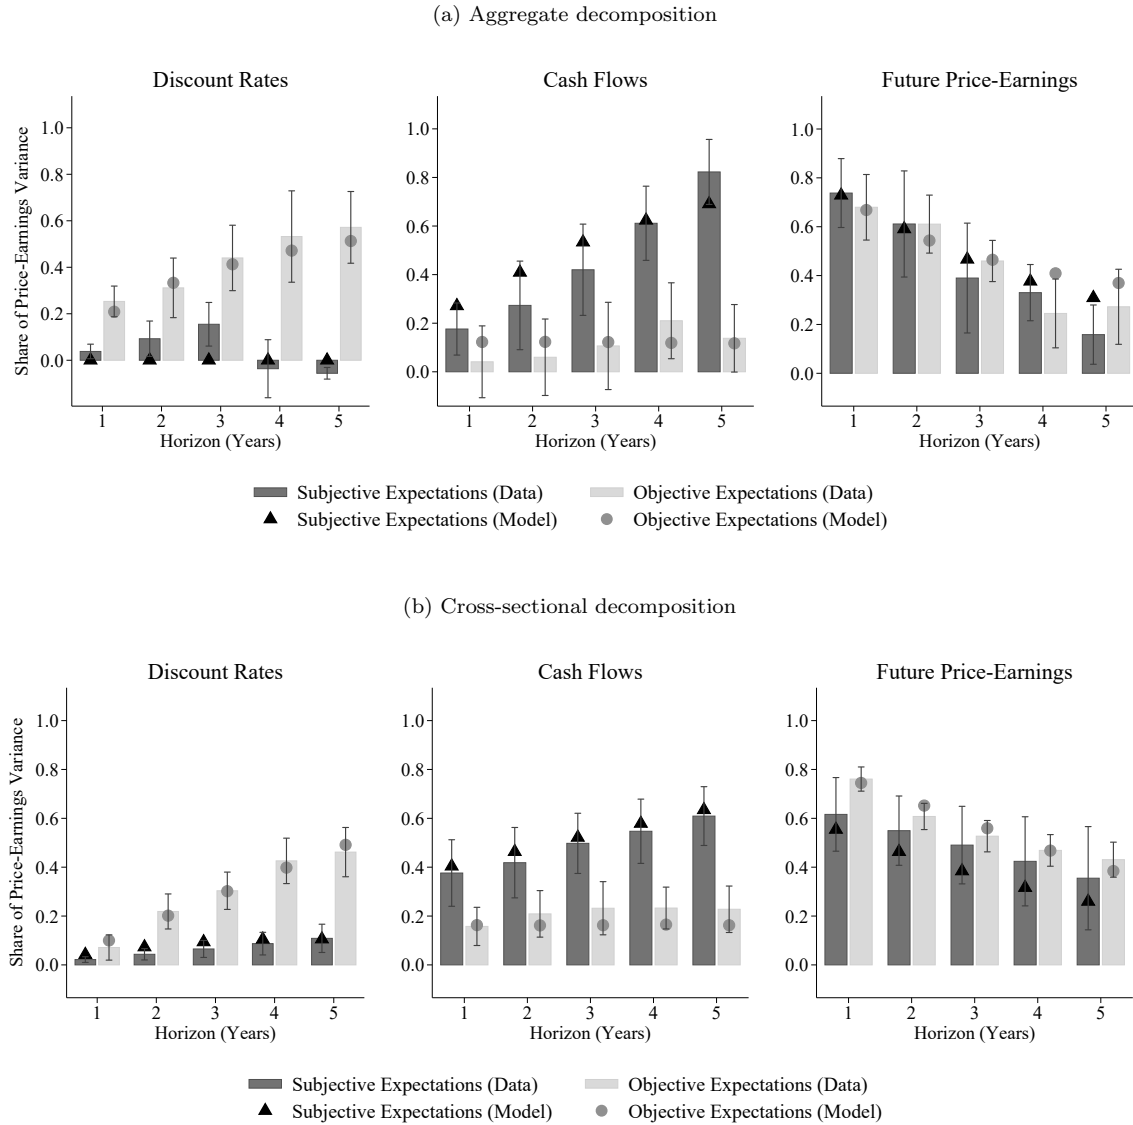 (a) Aggregate decomposition
Discount Rates
Cash Flows
Future Price-Earnings
Share of Price-Earnings Variance
1.0
0.8
0.6
0.4
0.2
0.0
1 2 3 4 5
Horizon (Years)
1.0
0.8
0.6
0.4
0.2
0.0
1 2 3 4 5
Horizon (Years)
1.0
0.8
0.6
0.4
0.2
0.0
1 2 3 4 5
Horizon (Years)
Subjective Expectations (Data)
Objective Expectations (Data)
Subjective Expectations (Model)
Objective Expectations (Model)
(b) Cross-sectional decomposition
Discount Rates
Cash Flows
Future Price-Earnings
Share of Price-Earnings Variance
1.0
0.8
0.6
0.4
0.2
0.0
1 2 3 4 5
Horizon (Years)
1.0
0.8
0.6
0.4
0.2
0.0
1 2 3 4 5
Horizon (Years)
1.0
0.8
0.6
0.4
0.2
0.0
1 2 3 4 5
Horizon (Years)
Subjective Expectations (Data)
Objective Expectations (Data)
Subjective Expectations (Model)
Objective Expectations (Model)